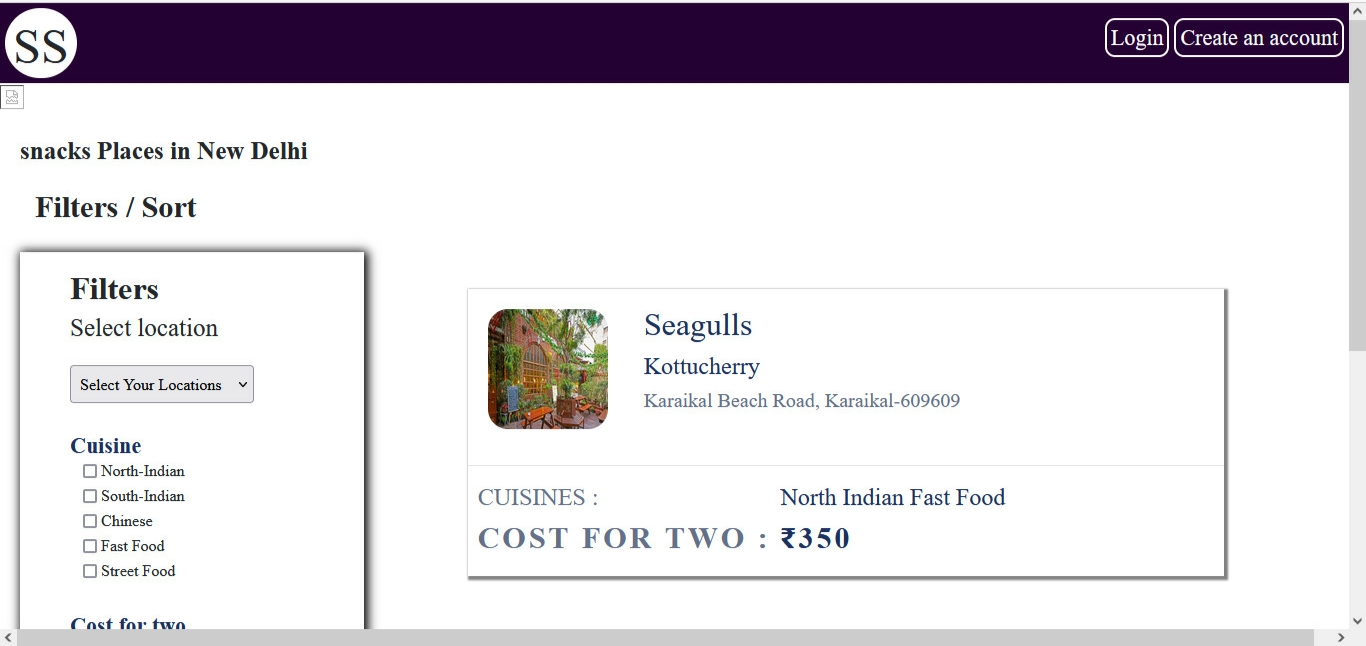 SS
Login
Create an account
snacks Places in New Delhi
Filters / Sort
Filters
Select location
Select Your Locations
Cuisine
North-Indian
South-Indian
Chinese
Fast Food
Street Food
Cost for two
Seagulls
Kottucherry
Karaikal Beach Road, Karaikal-609609
CUISINES : North Indian Fast Food
COST FOR TWO : ₹350